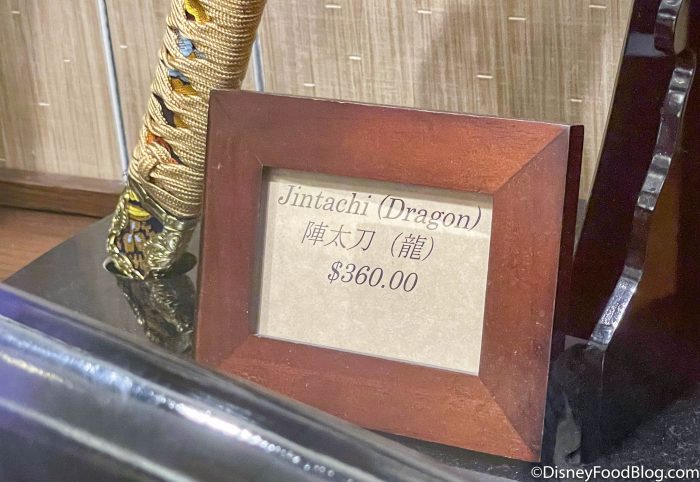 Jintachi (Dragon)
陣太刀（龍）
$360.00
©DisneyFoodBlog.com